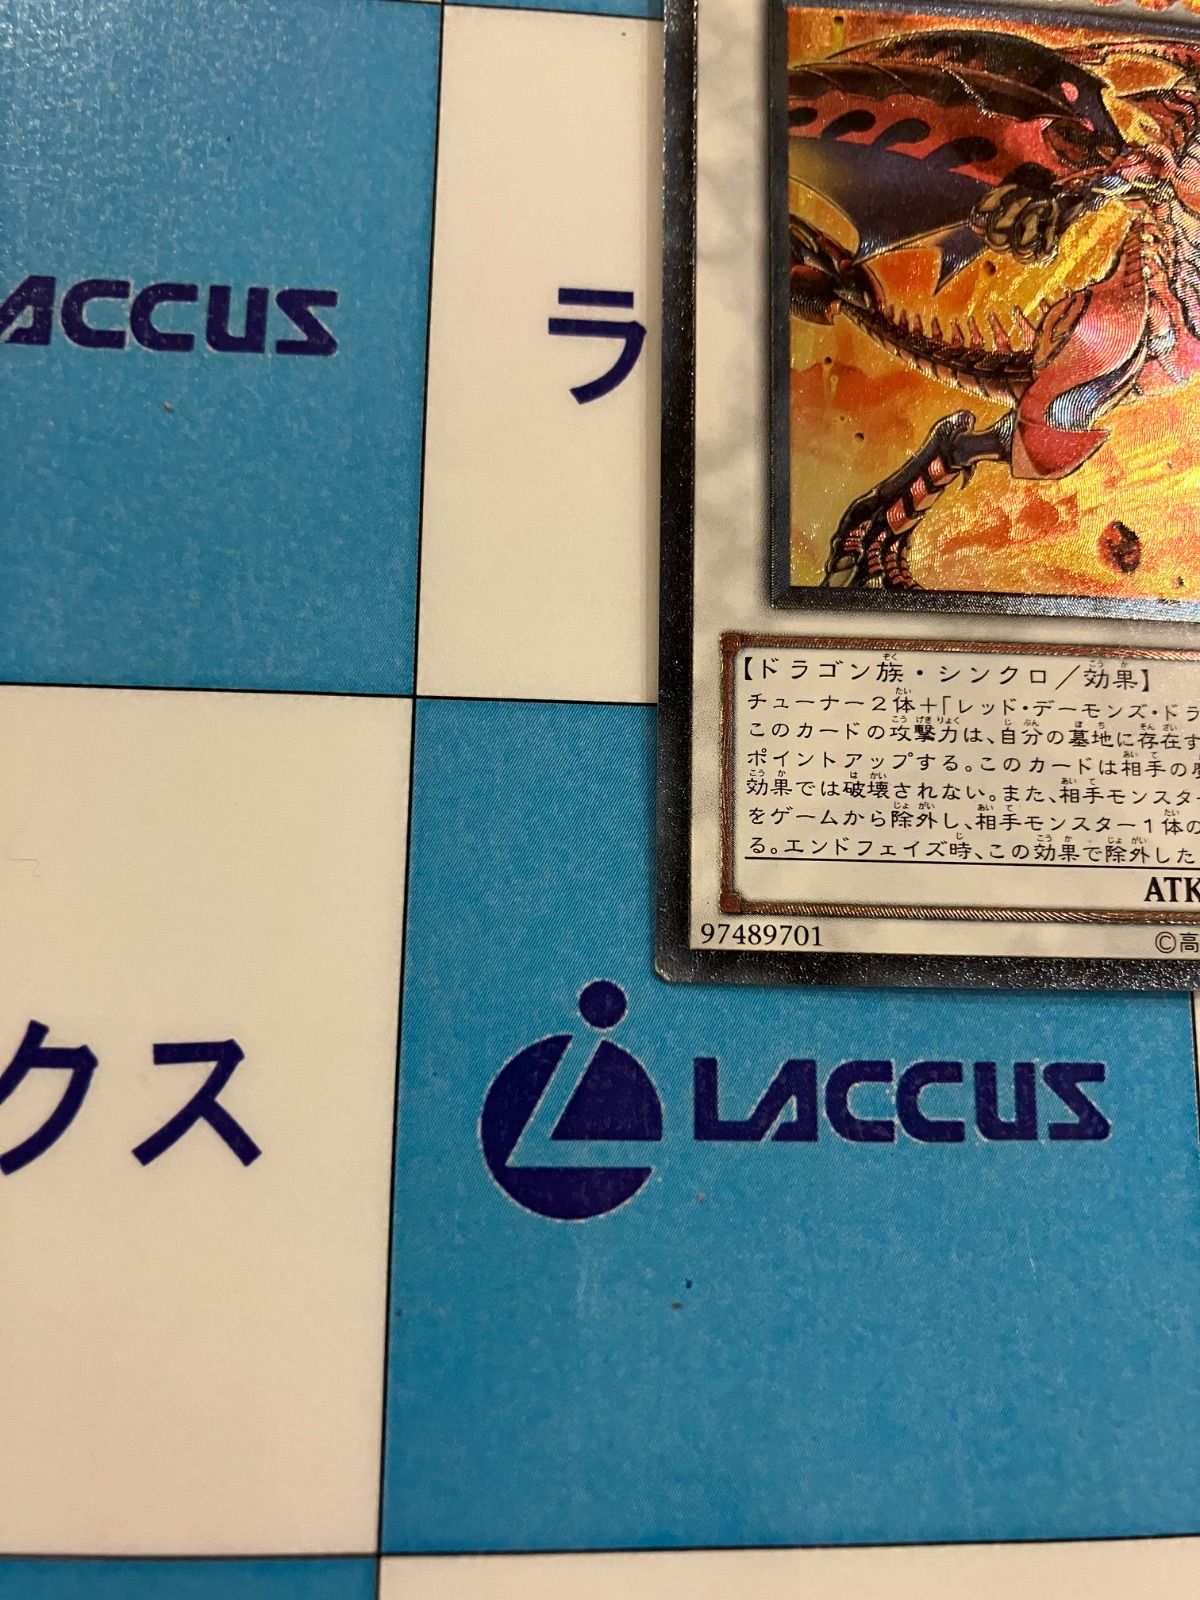 ACCUS
ラ
【ドラゴン族・シンクロ／効果】
チューナー２体＋「レッド・デーモンズ・ドラ
このカードの攻撃力は、自分の墓地に存在す
ポイントアップする。このカードは相手の
効果では破壊されない。また、相手モンスター
をゲームから除外し、相手モンスター１体の
る。エンドフェイズ時、この効果で除外した
ATK
97489701
©高
クス
LACCUS